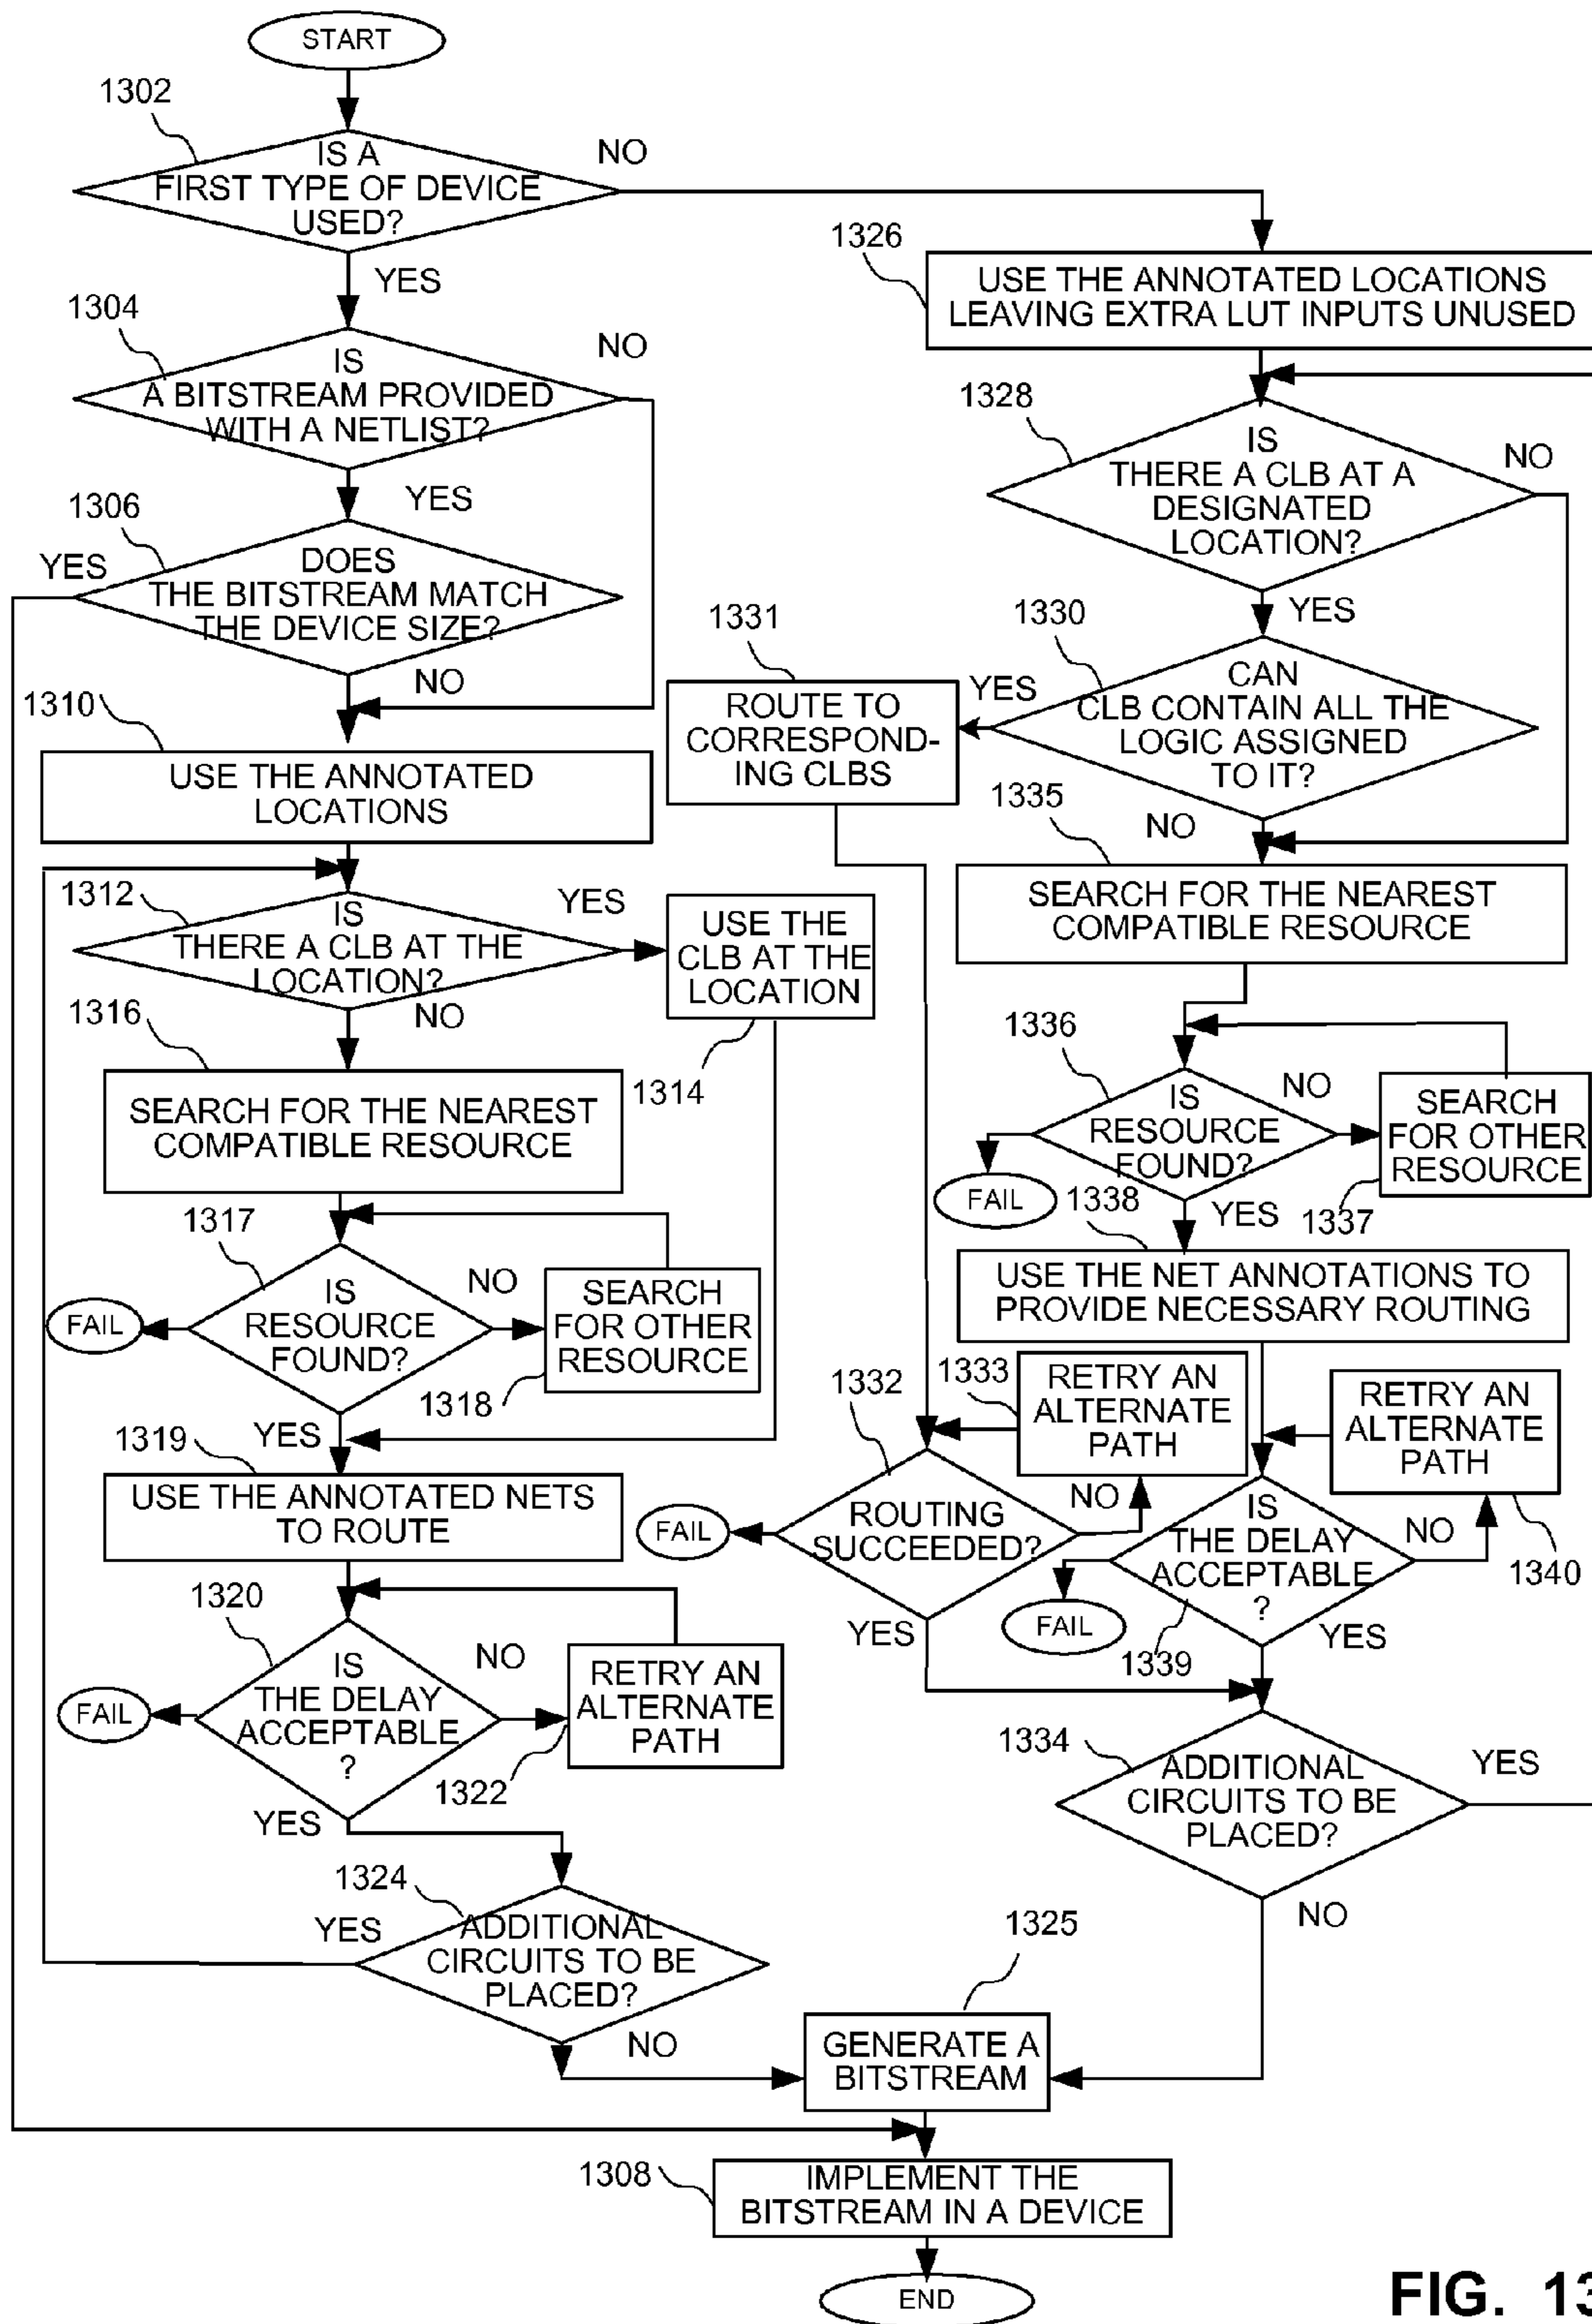 START
1302
IS A
FIRST TYPE OF DEVICE
USED?
NO
YES
1304
IS
A BITSTREAM PROVIDED
WITH A NETLIST?
NO
YES
1306
YES
DOES
THE BITSTREAM MATCH
THE DEVICE SIZE?
NO
1310
USE THE ANNOTATED
LOCATIONS
1312
IS
THERE A CLB AT THE
LOCATION?
YES
USE THE
CLB AT THE
LOCATION
1314
NO
1316
SEARCH FOR THE NEAREST
COMPATIBLE RESOURCE
1317
IS
RESOURCE
FOUND?
FAIL
NO
SEARCH
FOR OTHER
RESOURCE
1318
YES
1319
USE THE ANNOTATED NETS
TO ROUTE
1320
IS
THE DELAY
ACCEPTABLE
?
FAIL
NO
RETRY AN
ALTERNATE
PATH
1322
YES
1324
YES
ADDITIONAL
CIRCUITS TO BE
PLACED?
NO
1326
USE THE ANNOTATED LOCATIONS
LEAVING EXTRA LUT INPUTS UNUSED
1328
IS
THERE A CLB AT A
DESIGNATED
LOCATION?
NO
YES
1330
CAN
CLB CONTAIN ALL THE
LOGIC ASSIGNED
TO IT?
YES
1331
ROUTE TO
CORRESPOND-
ING CLBS
NO
1335
SEARCH FOR THE NEAREST
COMPATIBLE RESOURCE
1336
IS
RESOURCE
FOUND?
NO
SEARCH
FOR OTHER
RESOURCE
1337
FAIL
YES
1338
USE THE NET ANNOTATIONS TO
PROVIDE NECESSARY ROUTING
1332
ROUTING
SUCCEEDED?
FAIL
NO
1333
RETRY AN
ALTERNATE
PATH
YES
IS
THE DELAY
ACCEPTABLE
?
1339
FAIL
NO
RETRY AN
ALTERNATE
PATH
1340
YES
1334
ADDITIONAL
CIRCUITS TO BE
PLACED?
YES
NO
1325
GENERATE A
BITSTREAM
1308
IMPLEMENT THE
BITSTREAM IN A DEVICE
END
FIG. 13